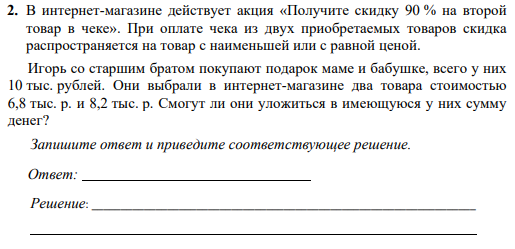 2. В интернет-магазине действует акция «Получите скидку 90 % на второй
товар в чеке». При оплате чека из двух приобретаемых товаров скидка
распространяется на товар с наименьшей или с равной ценой.
Игорь со старшим братом покупают подарок маме и бабушке, всего у них
10 тыс. рублей. Они выбрали в интернет-магазине два товара стоимостью
6,8 тыс. р. и 8,2 тыс. р. Смогут ли они уложиться в имеющуюся у них сумму
денег?
Запишите ответ и приведите соответствующее решение.
Ответ:
Решение: